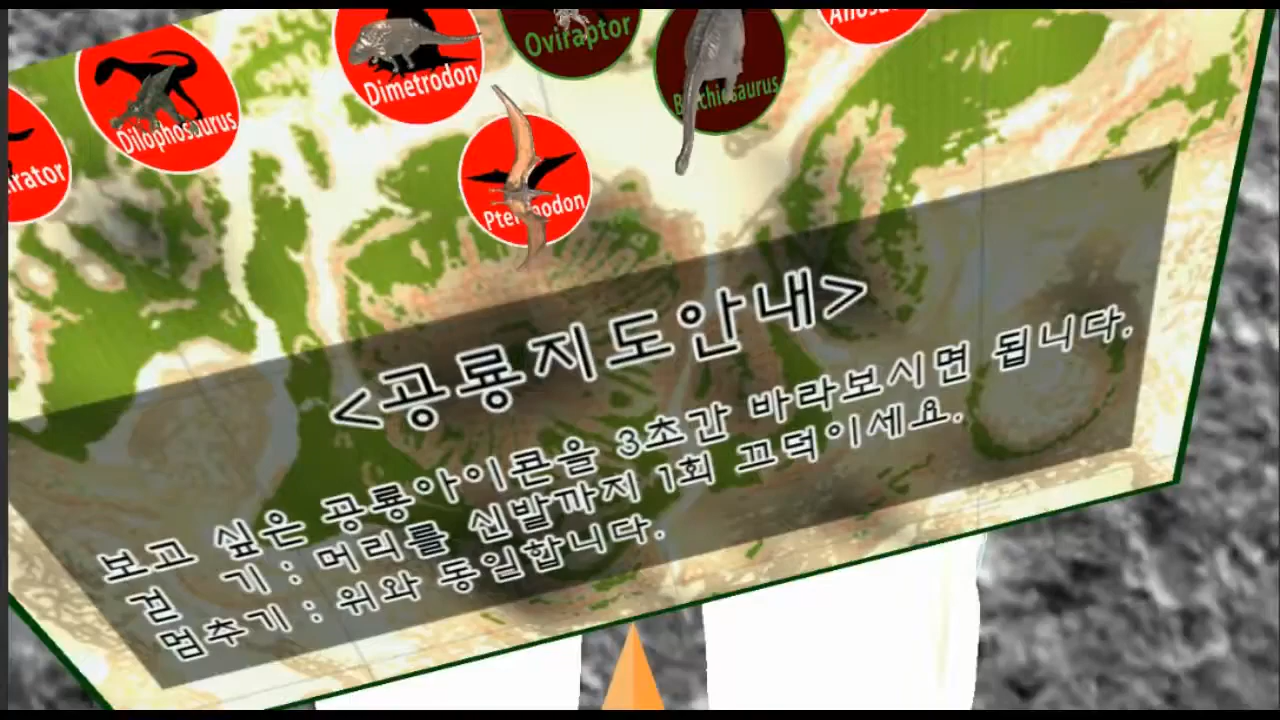 Oviraptor
Dimetrodon
Dilophosaurus
<공룡지도안내>
보고 싶은 공룡아이콘을 3초간 바라보시면 됩니다.
걷 기 : 머리를 신발까지 1회 끄덕이세요.
멈추기 : 위와 동일합니다.